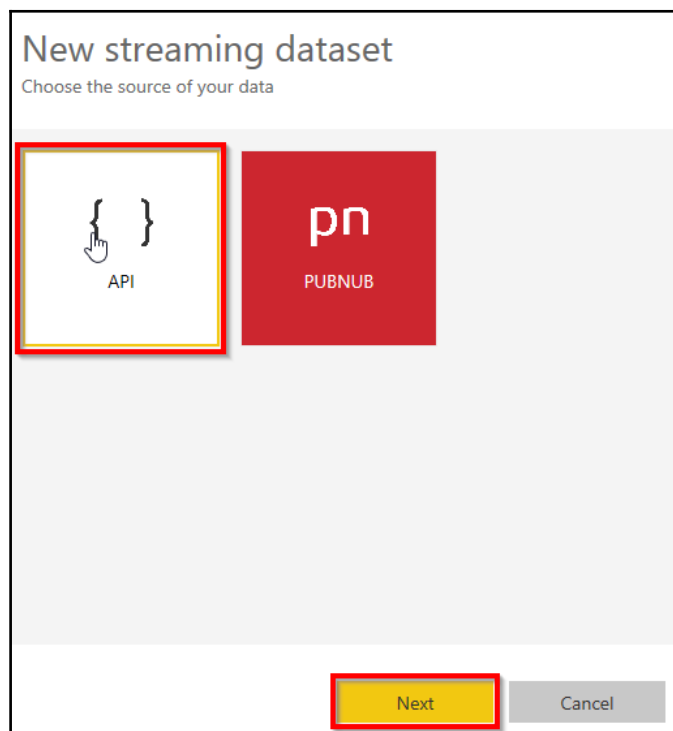 New streaming dataset
Choose the source of your data
{ }
pn
API
PUBNUB
Next
Cancel